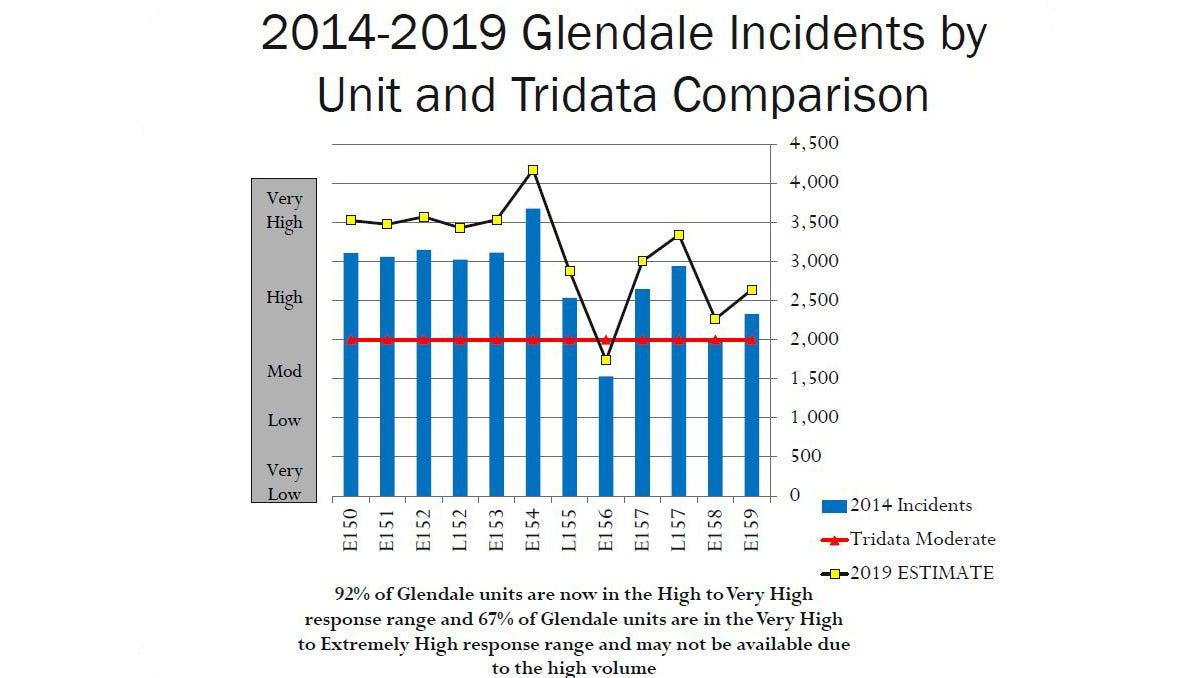 2014-2019 Glendale Incidents by
Unit and Tridata Comparison
Very
High
High
Mod
Low
Very
Low
4,500
4,000
3,500
3,000
2,500
2,000
1,500
1,000
500
0
E150
E151
E152
L152
E153
E154
L155
E156
E157
L157
E158
E159
2014 Incidents
Tridata Moderate
2019 ESTIMATE
92% of Glendale units are now in the High to Very High
response range and 67% of Glendale units are in the Very High
to Extremely High response range and may not be available due
to the high volume